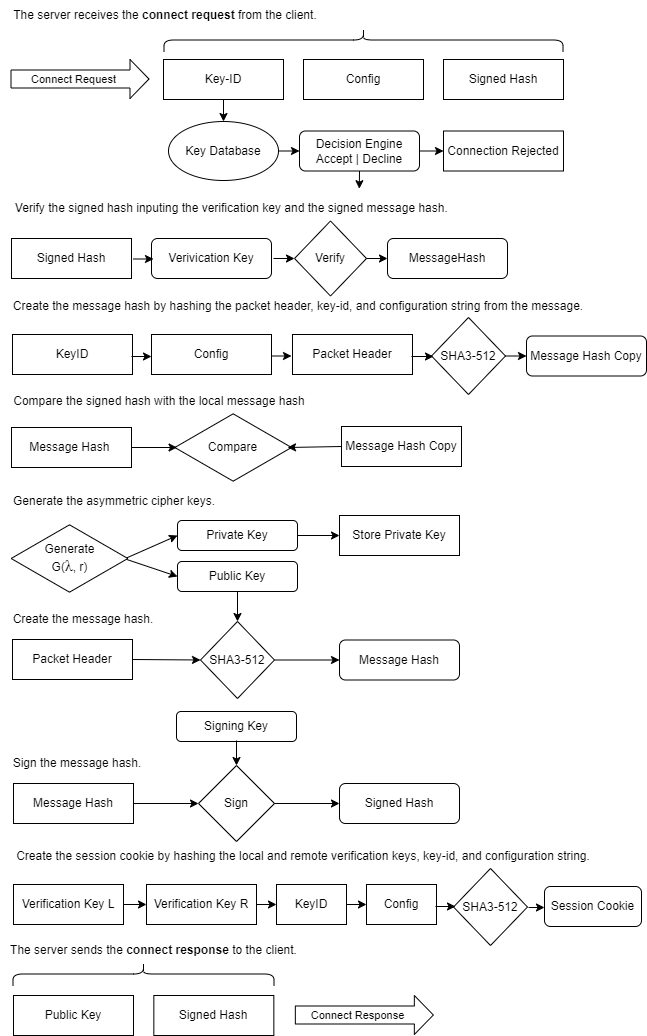 The server receives the connect request from the client.
Connect Request
Key-ID
Config
Signed Hash
Key Database
Decision Engine
Accept | Decline
Connection Rejected
Verify the signed hash inputing the verification key and the signed message hash.
Signed Hash
Verivication Key
Verify
MessageHash
Create the message hash by hashing the packet header, key-id, and configuration string from the message.
KeyID
Config
Packet Header
SHA3-512
Message Hash Copy
Compare the signed hash with the local message hash
Message Hash
Compare
Message Hash Copy
Generate the asymmetric cipher keys.
Generate
G(λ, r)
Private Key
Store Private Key
Public Key
Create the message hash.
Packet Header
SHA3-512
Message Hash
Signing Key
Sign the message hash.
Message Hash
Sign
Signed Hash
Create the session cookie by hashing the local and remote verification keys, key-id, and configuration string.
Verification Key L
Verification Key R
KeyID
Config
SHA3-512
Session Cookie
The server sends the connect response to the client.
Public Key
Signed Hash
Connect Response